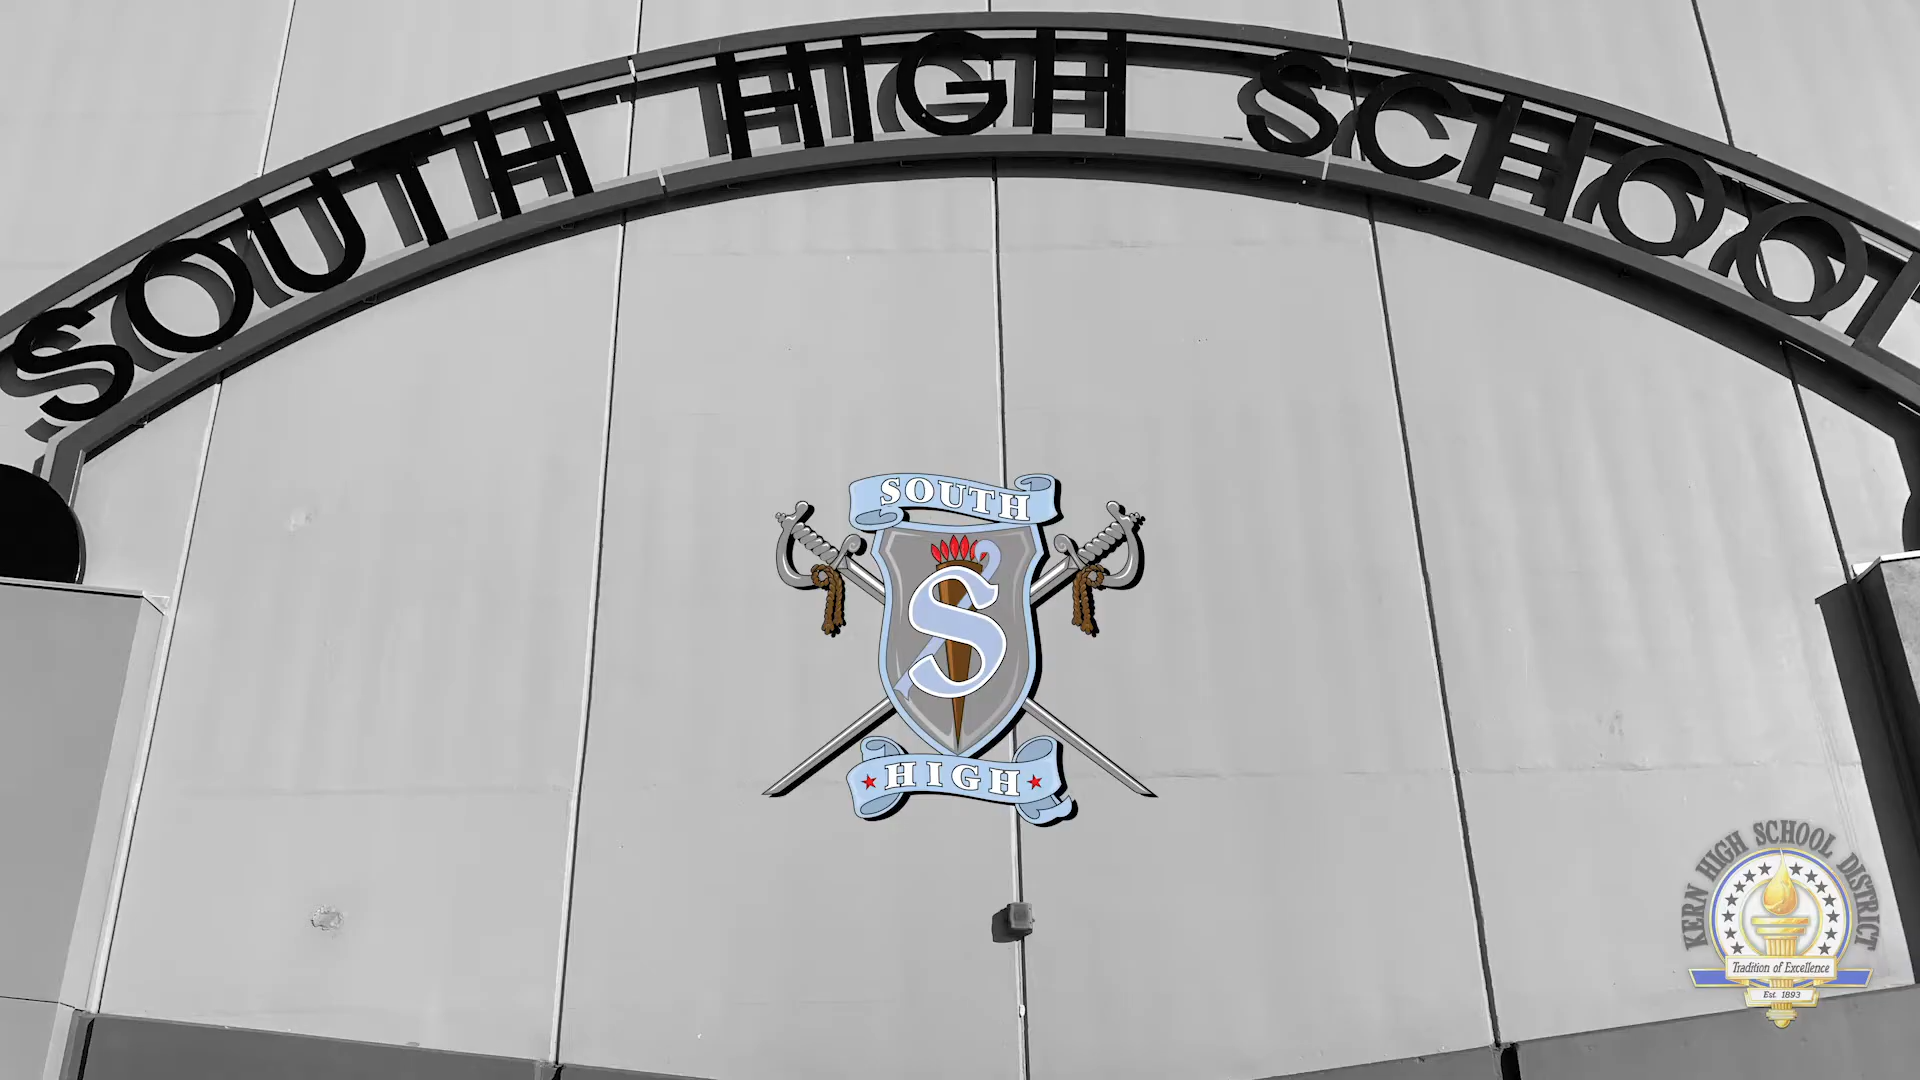 SOUTH HIGH SCHOOL
SOUTH
S
HIGH
KERN HIGH SCHOOL DISTRICT
Tradition of Excellence
Est. 1893